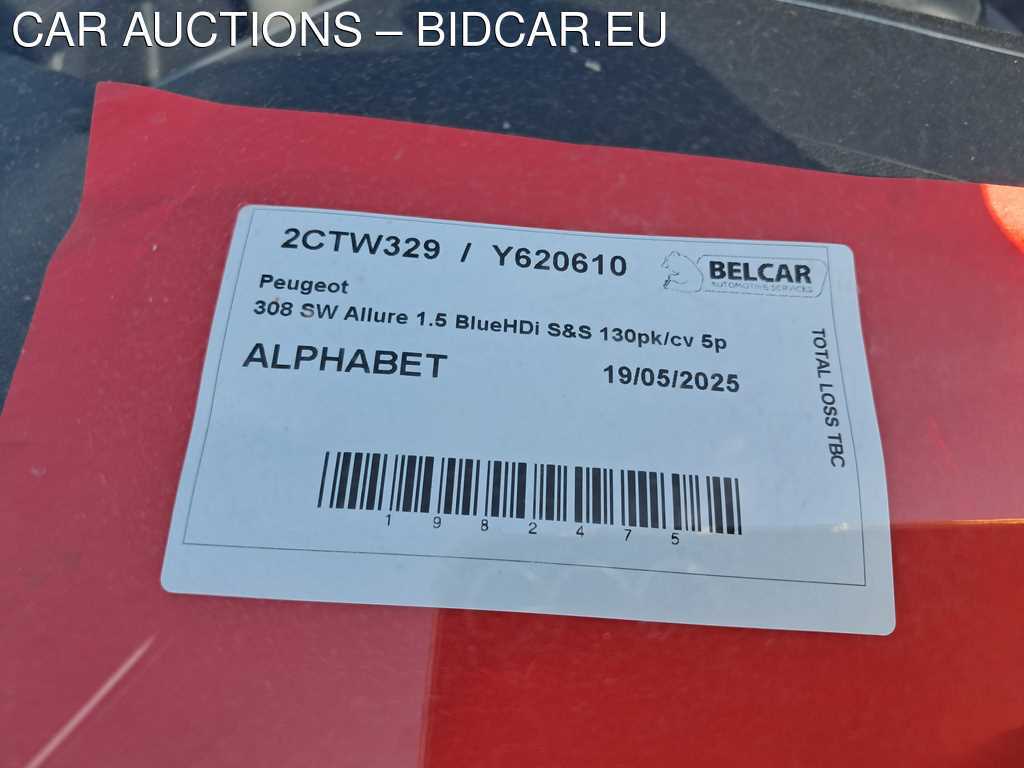 CAR AUCTIONS – BIDCAR.EU
2CTW329 / Y620610
BELCAR
AUTOMOTIVE SERVICES
Peugeot
308 SW Allure 1.5 BlueHDi S&S 130pk/cv 5p
ALPHABET
19/05/2025
TOTAL LOSS TBC
1982475